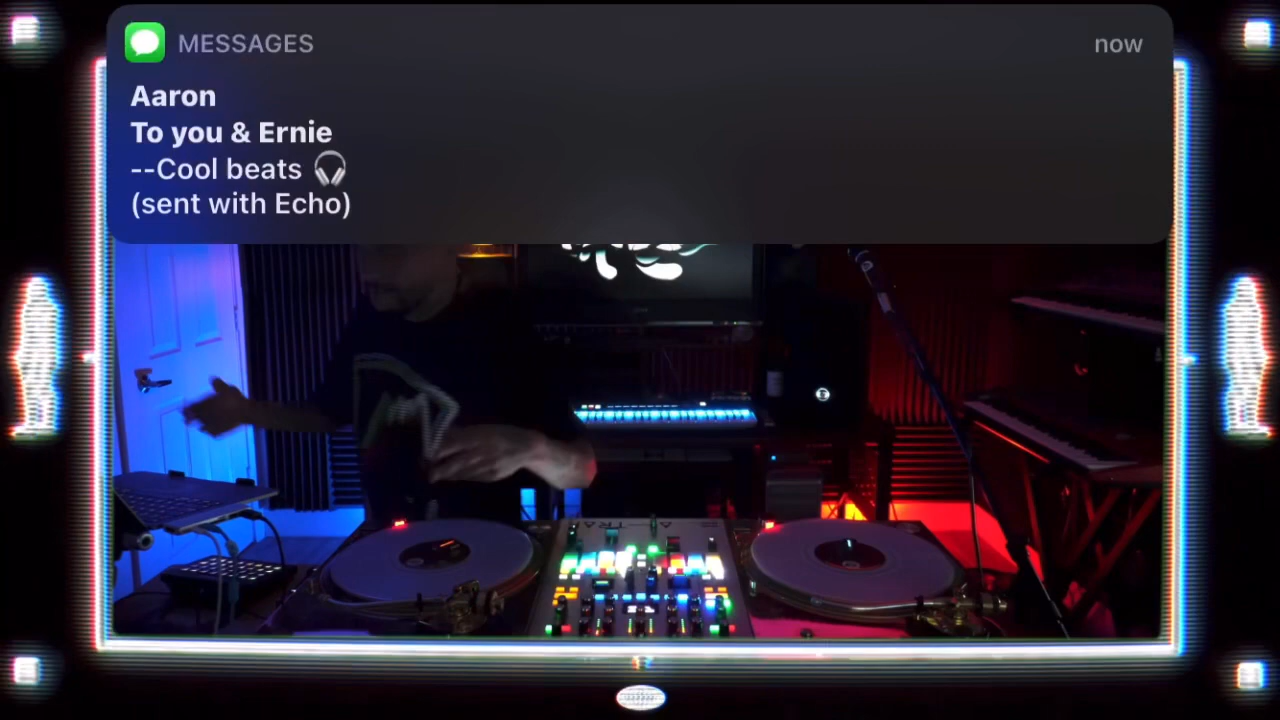 MESSAGES
now
Aaron
To you & Ernie
--Cool beats 🎧
(sent with Echo)